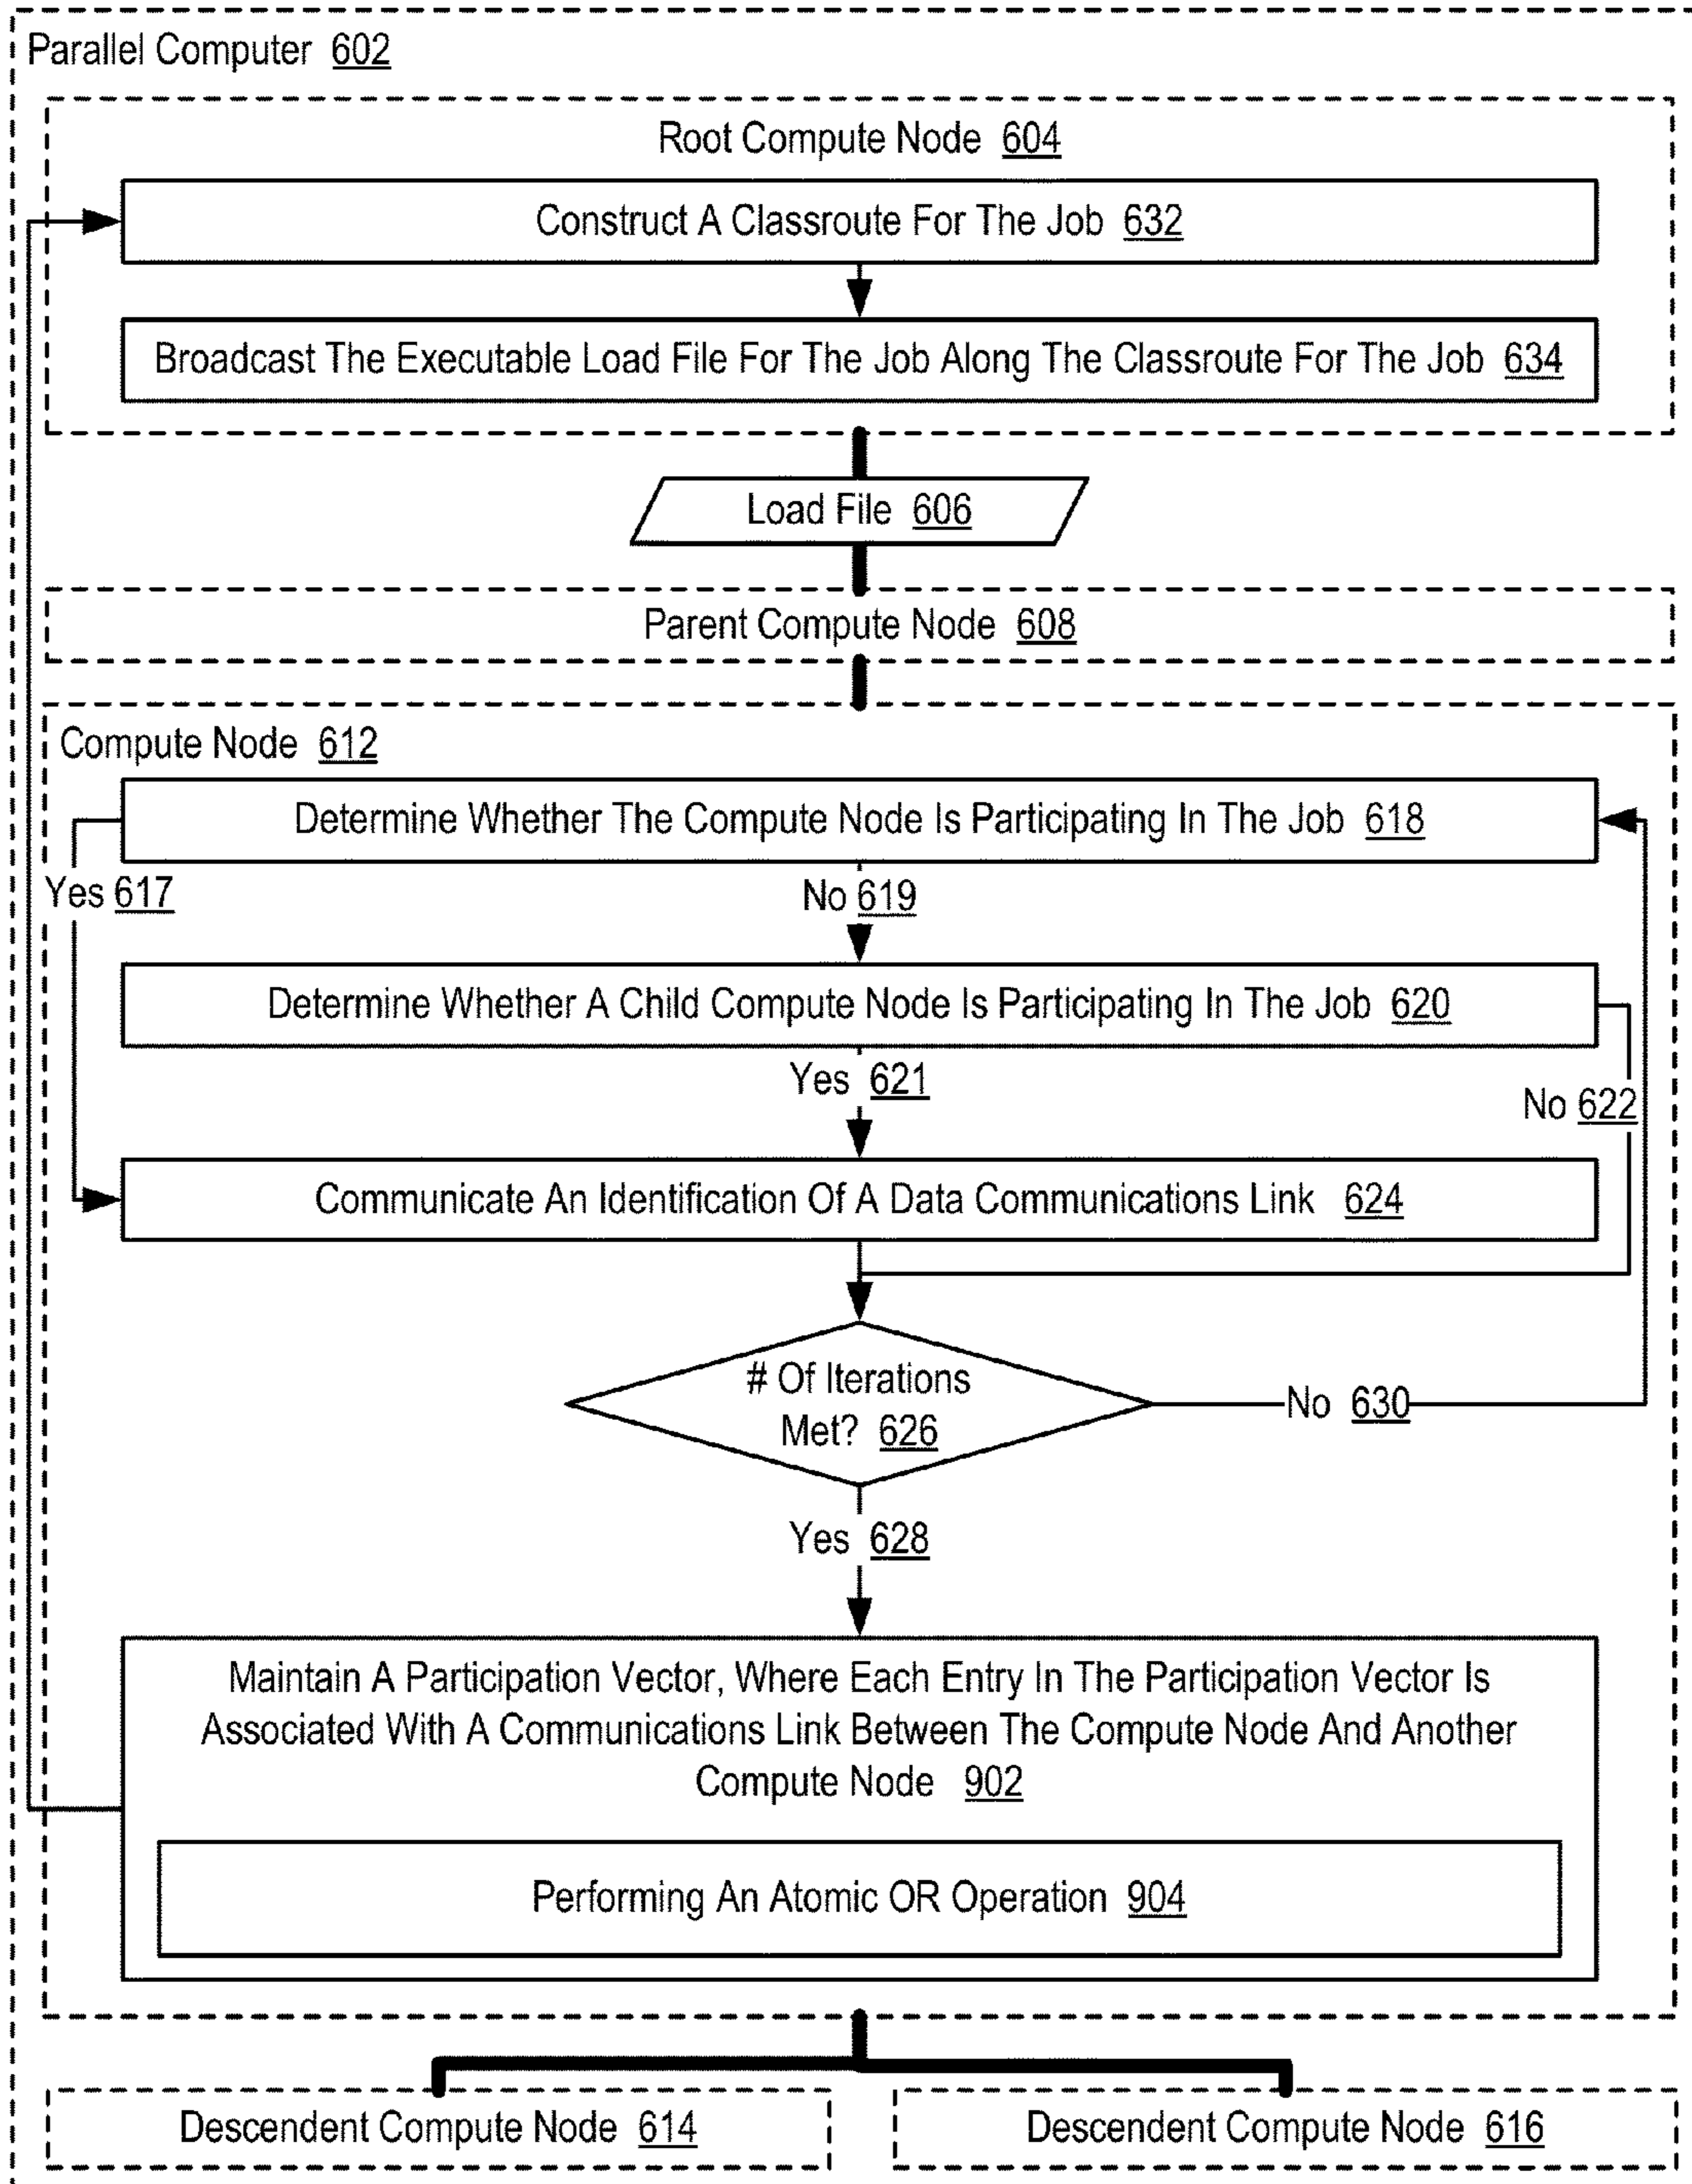 Parallel Computer 602
Root Compute Node 604
Construct A Classroute For The Job 632
Broadcast The Executable Load File For The Job Along The Classroute For The Job 634
Load File 606
Parent Compute Node 608
Compute Node 612
Determine Whether The Compute Node Is Participating In The Job 618
Yes 617
No 619
Determine Whether A Child Compute Node Is Participating In The Job 620
Yes 621
No 622
Communicate An Identification Of A Data Communications Link 624
# Of Iterations
Met? 626
No 630
Yes 628
Maintain A Participation Vector, Where Each Entry In The Participation Vector Is
Associated With A Communications Link Between The Compute Node And Another
Compute Node 902
Performing An Atomic OR Operation 904
Descendent Compute Node 614
Descendent Compute Node 616